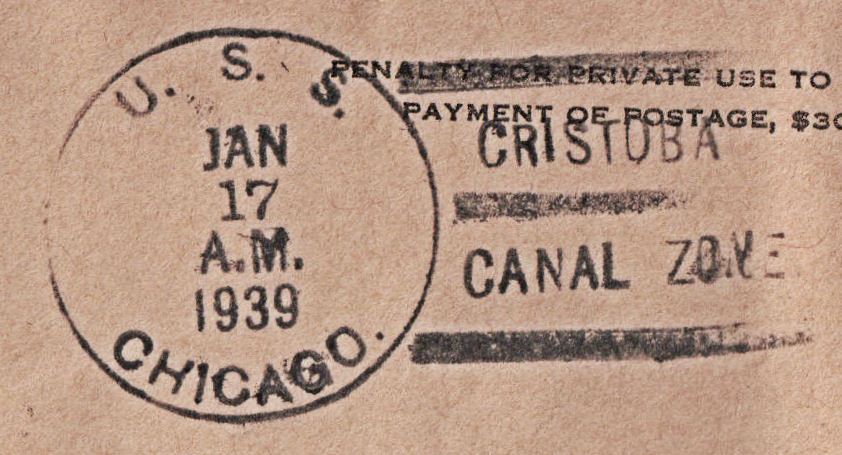 U. S. S.
JAN
17
A.M.
1939
CHICAGO.
PENALTY FOR PRIVATE USE TO
PAYMENT OF POSTAGE, $30
CRISTOBA
CANAL ZONE